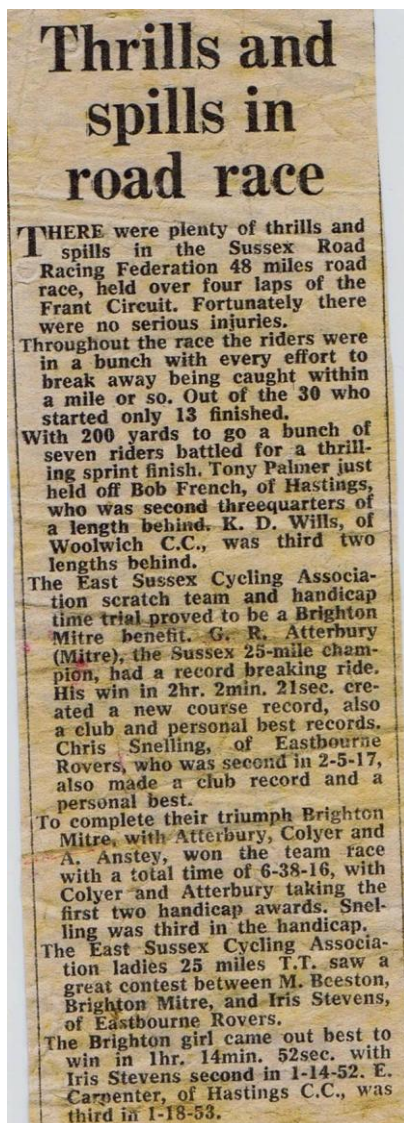 Thrills and
spills in
road race
THERE were plenty of thrills and
spills in the Sussex Road
Racing Federation 48 miles road
race, held over four laps of the
Frant Circuit. Fortunately there
were no serious injuries.
Throughout the race the riders were
in a bunch with every effort to
break away being caught within
a mile or so. Out of the 30 who
started only 13 finished.
With 200 yards to go a bunch of
seven riders battled for a thrill-
ing sprint finish. Tony Palmer just
held off Bob French, of Hastings,
who was second threequarters of
a length behind. K. D. Wills, of
Woolwich C.C., was third two
lengths behind.
The East Sussex Cycling Associa-
tion scratch team and handicap
time trial proved to be a Brighton
Mitre benefit. G. R. Atterbury
(Mitre), the Sussex 25-mile cham-
pion, had a record breaking ride.
His win in 2hr. 2min. 21sec. cre-
ated a new course record, also
a club and personal best records.
Chris Snelling, of Eastbourne
Rovers, who was second in 2-5-17,
also made a club record and a
personal best.
To complete their triumph Brighton
Mitre, with Atterbury, Colyer and
A. Anstey, won the team race
with a total time of 6-38-16, with
Colyer and Atterbury taking the
first two handicap awards. Snel-
ling was third in the handicap.
The East Sussex Cycling Associa-
tion ladies 25 miles T.T. saw a
great contest between M. Beeston,
Brighton Mitre, and Iris Stevens,
of Eastbourne Rovers.
The Brighton girl came out best to
win in 1hr. 14min. 52sec. with
Iris Stevens second in 1-14-52. E.
Carpenter, of Hastings C.C., was
third in 1-18-53.